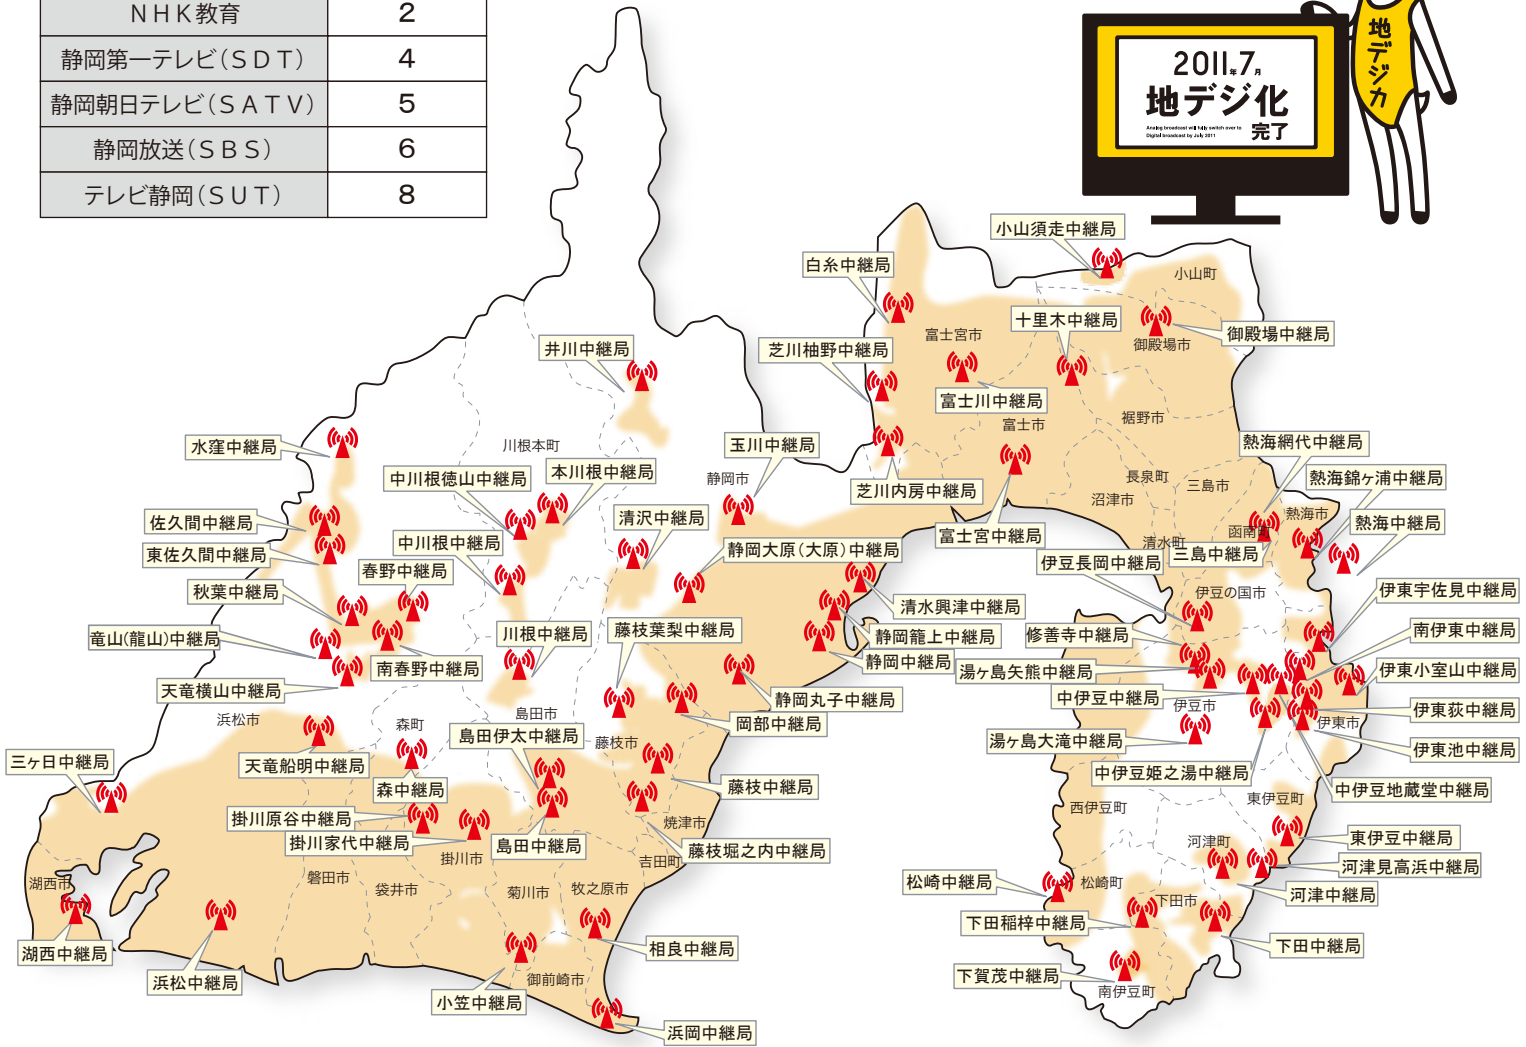 NHK教育 2
静岡第一テレビ(SDT) 4
静岡朝日テレビ(SATV) 5
静岡放送(SBS) 6
テレビ静岡(SUT) 8
2011年7月
地デジ化
完了
Analog broadcast will fully switch over to
Digital broadcast by July 2011
地デジカ
小山須走中継局
白糸中継局
小山町
十里木中継局
富士宮市
御殿場中継局
御殿場市
井川中継局
芝川柚野中継局
富士川中継局
富士市
裾野市
水窪中継局
川根本町
玉川中継局
熱海網代中継局
中川根徳山中継局
本川根中継局
静岡市
芝川内房中継局
長泉町
三島市
沼津市
熱海錦ヶ浦中継局
熱海市
佐久間中継局
清沢中継局
熱海中継局
東佐久間中継局
中川根中継局
静岡大原(大原)中継局
富士宮中継局
清水町
函南町
三島中継局
伊豆長岡中継局
春野中継局
秋葉中継局
清水興津中継局
伊豆の国市
伊東宇佐見中継局
竜山(龍山)中継局
川根中継局
藤枝葉梨中継局
静岡籠上中継局
修善寺中継局
南伊東中継局
南春野中継局
静岡中継局
湯ヶ島矢熊中継局
伊東小室山中継局
天竜横山中継局
静岡丸子中継局
中伊豆中継局
伊豆市
伊東荻中継局
浜松市
森町
島田市
岡部中継局
伊東市
島田伊太中継局
藤枝市
湯ヶ島大滝中継局
伊東池中継局
三ヶ日中継局
天竜船明中継局
森中継局
藤枝中継局
中伊豆姫之湯中継局
中伊豆地蔵堂中継局
西伊豆町
東伊豆町
掛川原谷中継局
掛川家代中継局
島田中継局
焼津市
藤枝堀之内中継局
東伊豆中継局
掛川市
吉田町
河津町
河津見高浜中継局
湖西市
磐田市
袋井市
菊川市
牧之原市
松崎中継局
松崎町
河津中継局
下田市
下田稲梓中継局
湖西中継局
相良中継局
下田中継局
浜松中継局
小笠中継局
御前崎市
下賀茂中継局
南伊豆町
浜岡中継局